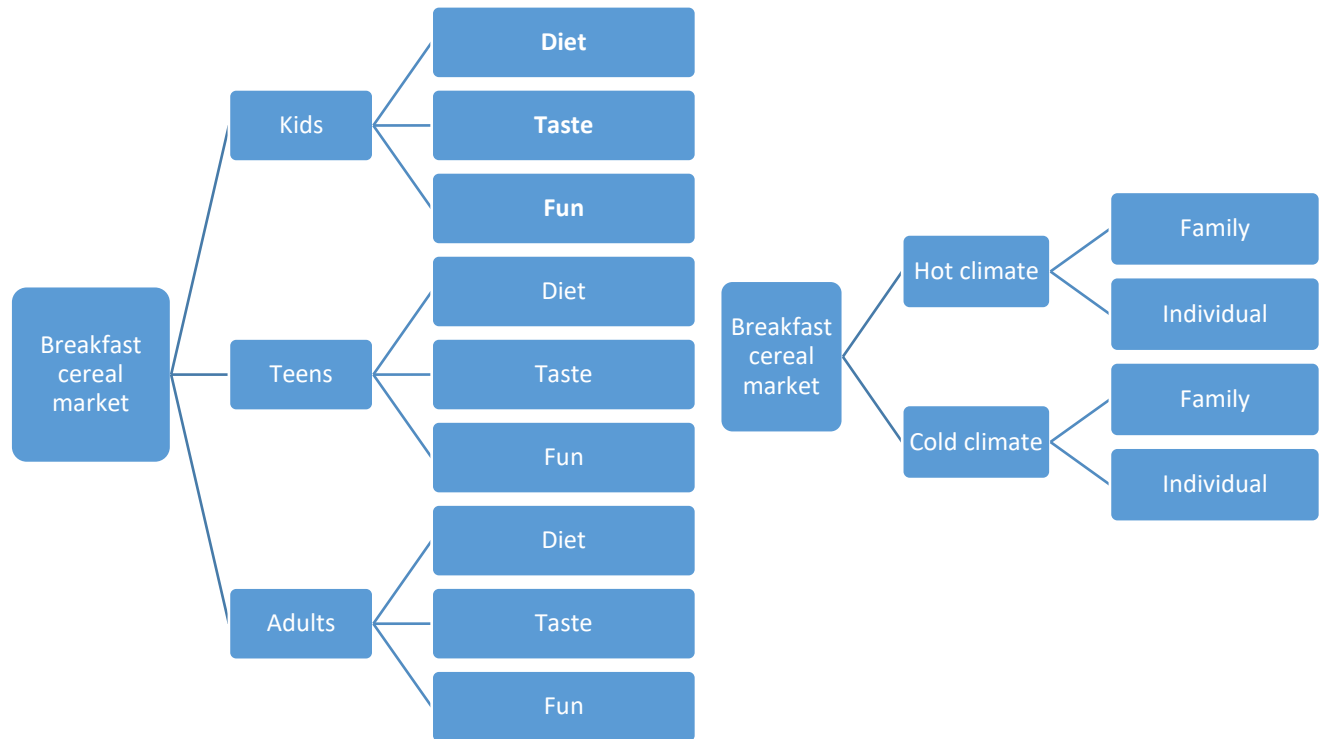 Breakfast
cereal
market
Kids
Diet
Taste
Fun
Teens
Diet
Taste
Fun
Adults
Diet
Taste
Fun
Breakfast
cereal
market
Hot climate
Family
Individual
Cold climate
Family
Individual